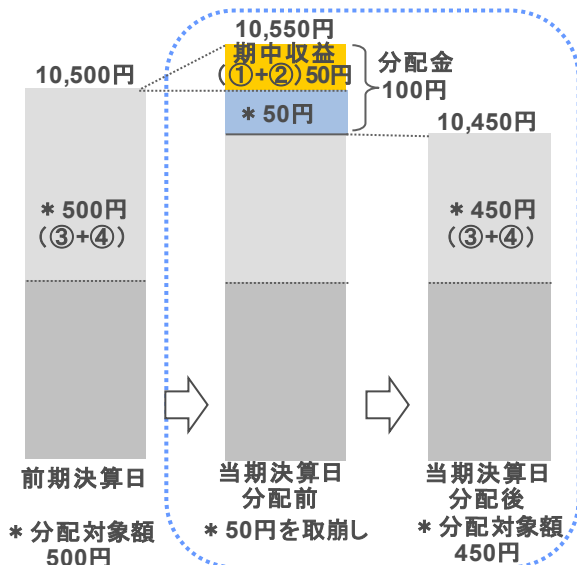 10,550円
期中収益
(①+②)50円
分配金
100円
10,500円
＊50円
10,450円
＊500円
(③+④)
＊450円
(③+④)
前期決算日
当期決算日
分配前
当期決算日
分配後
＊分配対象額
500円
＊50円を取崩し
＊分配対象額
450円